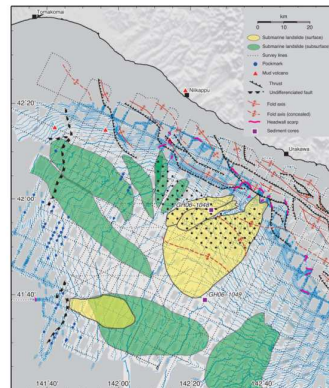 Tomakomai
km
0 10 20
Submarine landslide (surface)
Submarine landslide (subsurface)
Survey lines
Pockmark
Mud volcano
Thrust
Undifferentiated fault
Fold axis
Fold axis (concealed)
Headwall scarp
Sediment cores
Niikappu
42˚20'
Urakawa
42˚00'
GH06-1048
41˚40'
GH06-1049
141˚40' 142˚00' 142˚20' 142˚40'